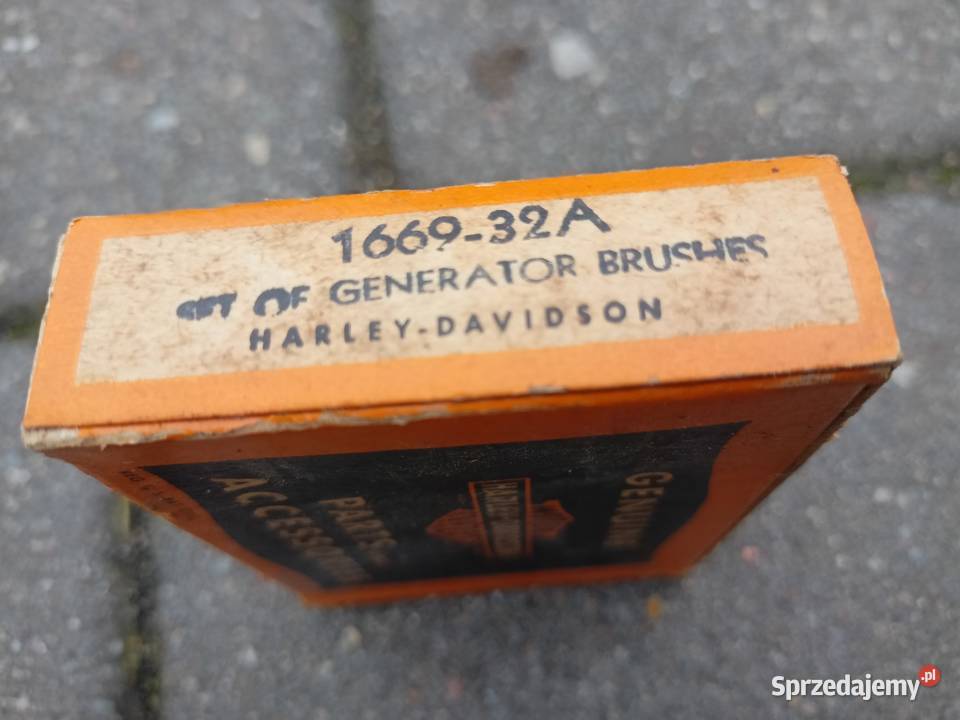 1669-32A
SET OF GENERATOR BRUSHES
HARLEY-DAVIDSON
GENUINE
PARTS-
ACCESSORIES
Sprzedajemy.pl